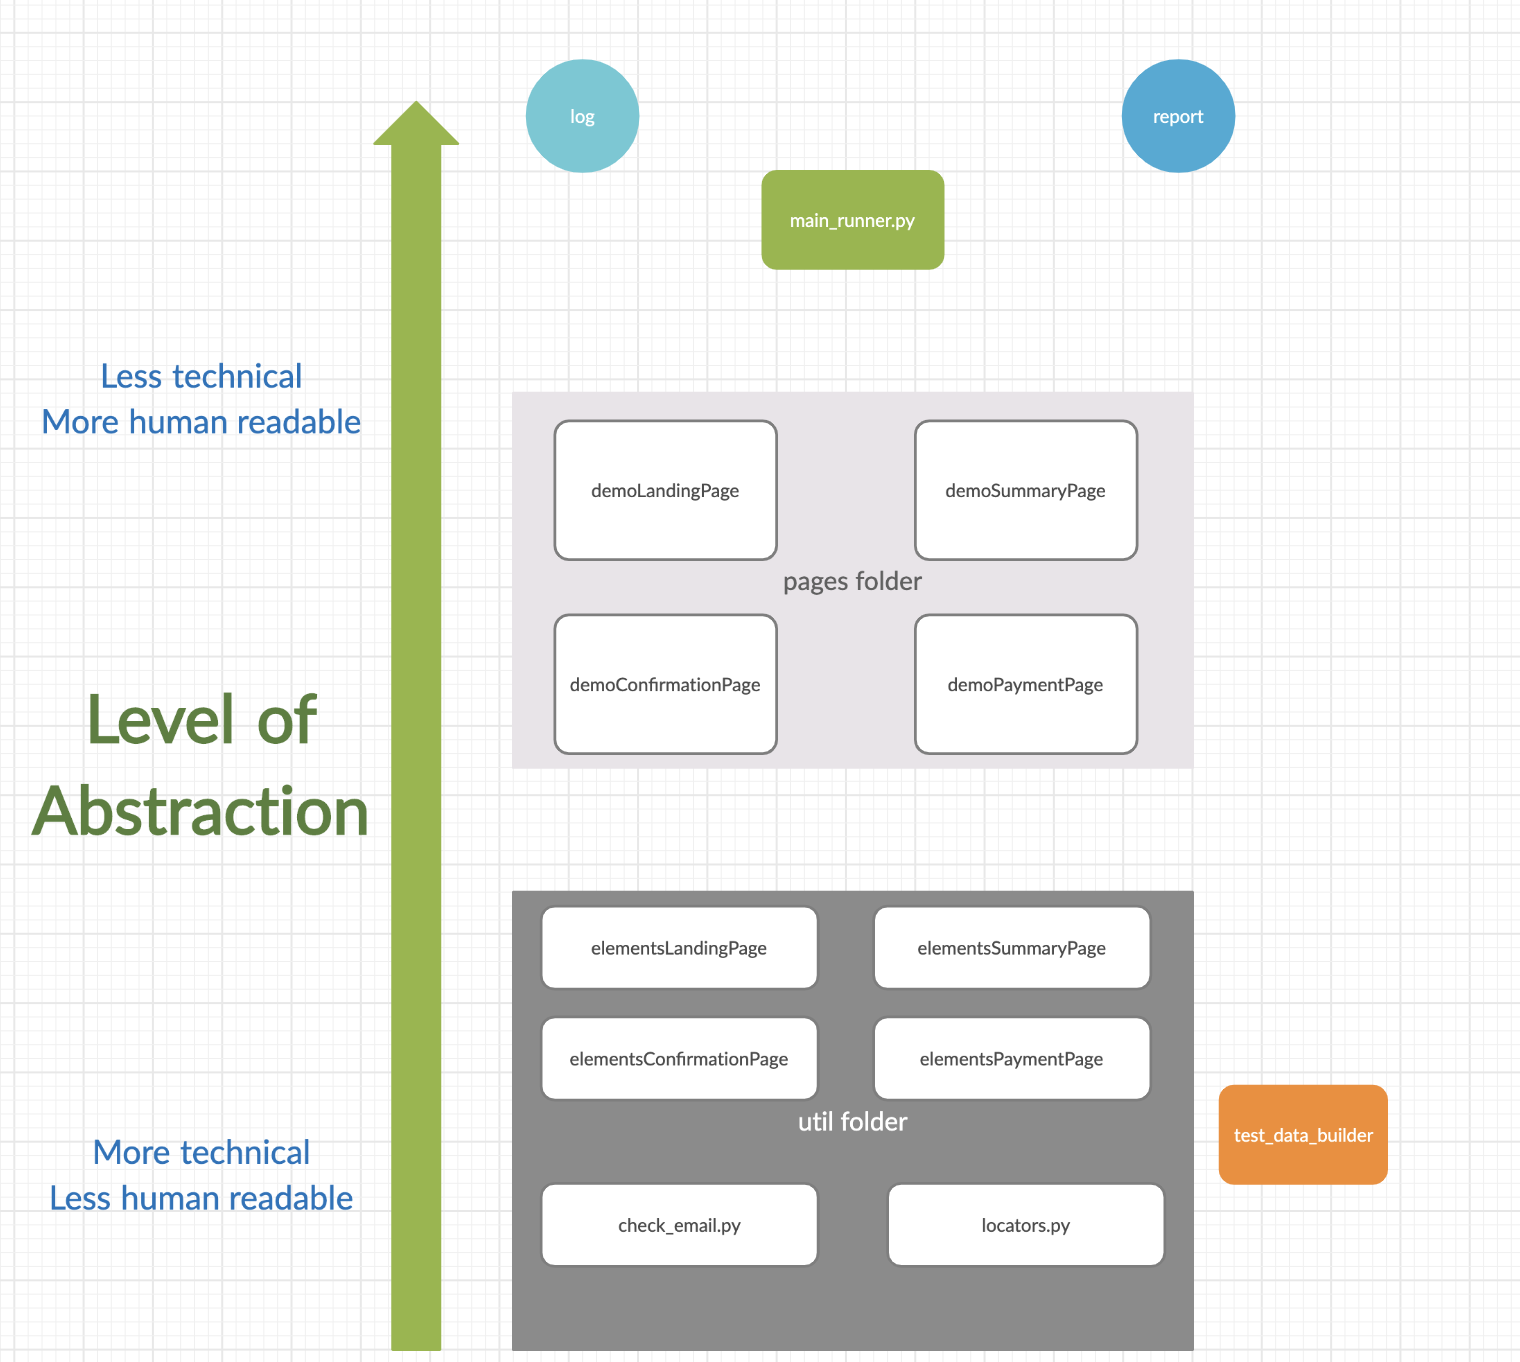 log
report
main_runner.py
Less technical
More human readable
demoLandingPage
demoSummaryPage
pages folder
demoConfirmationPage
demoPaymentPage
Level of
Abstraction
elementsLandingPage
elementsSummaryPage
elementsConfirmationPage
elementsPaymentPage
util folder
test_data_builder
More technical
Less human readable
check_email.py
locators.py